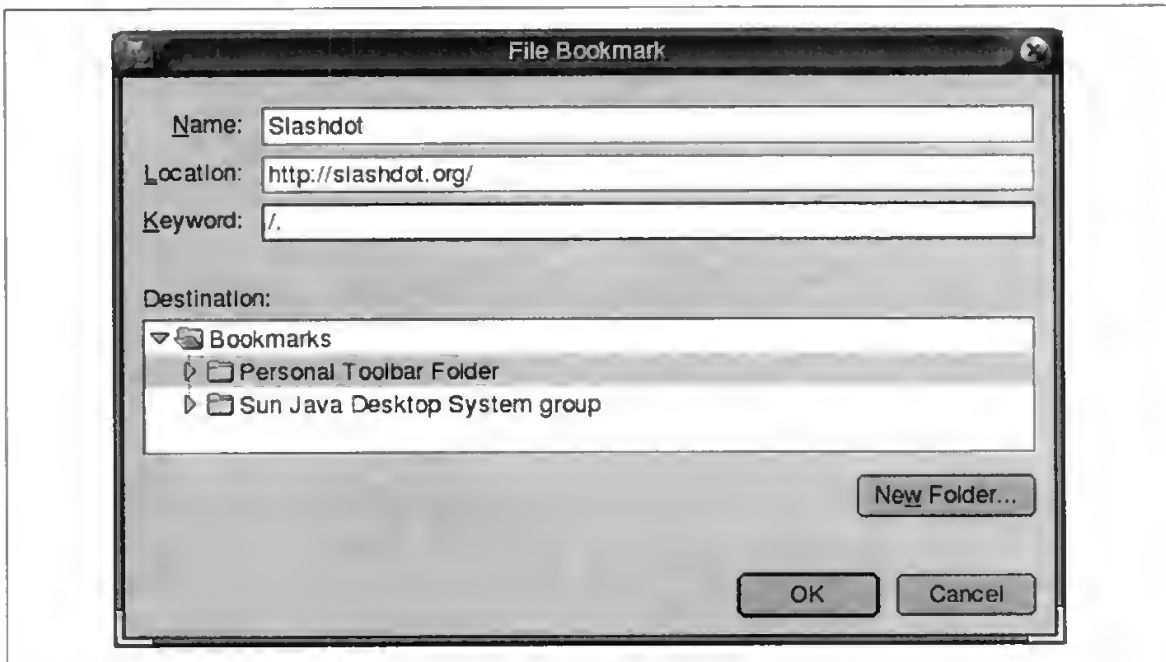 File Bookmark
Name: Slashdot
Location: http://slashdot.org/
Keyword: /.
Destination:
Bookmarks
Personal Toolbar Folder
Sun Java Desktop System group
New Folder...
OK Cancel